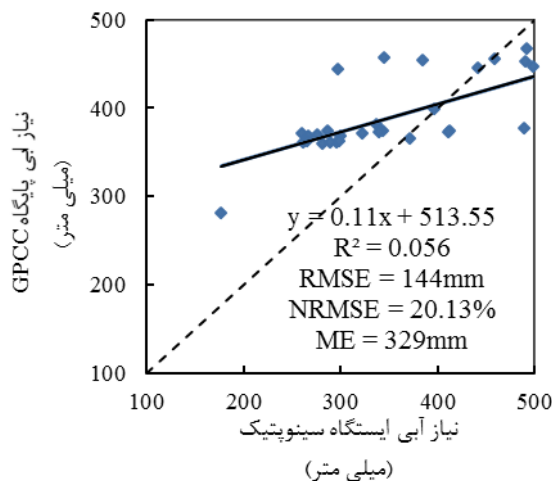 500
400
300
200
100
نیاز ابی پایگاه GPCC
(میلی متر)
y = 0.11x + 513.55
R² = 0.056
RMSE = 144mm
NRMSE = 20.13%
ME = 329mm
100 200 300 400 500
نیاز آبی ایستگاه سینوپتیک
(میلی متر)